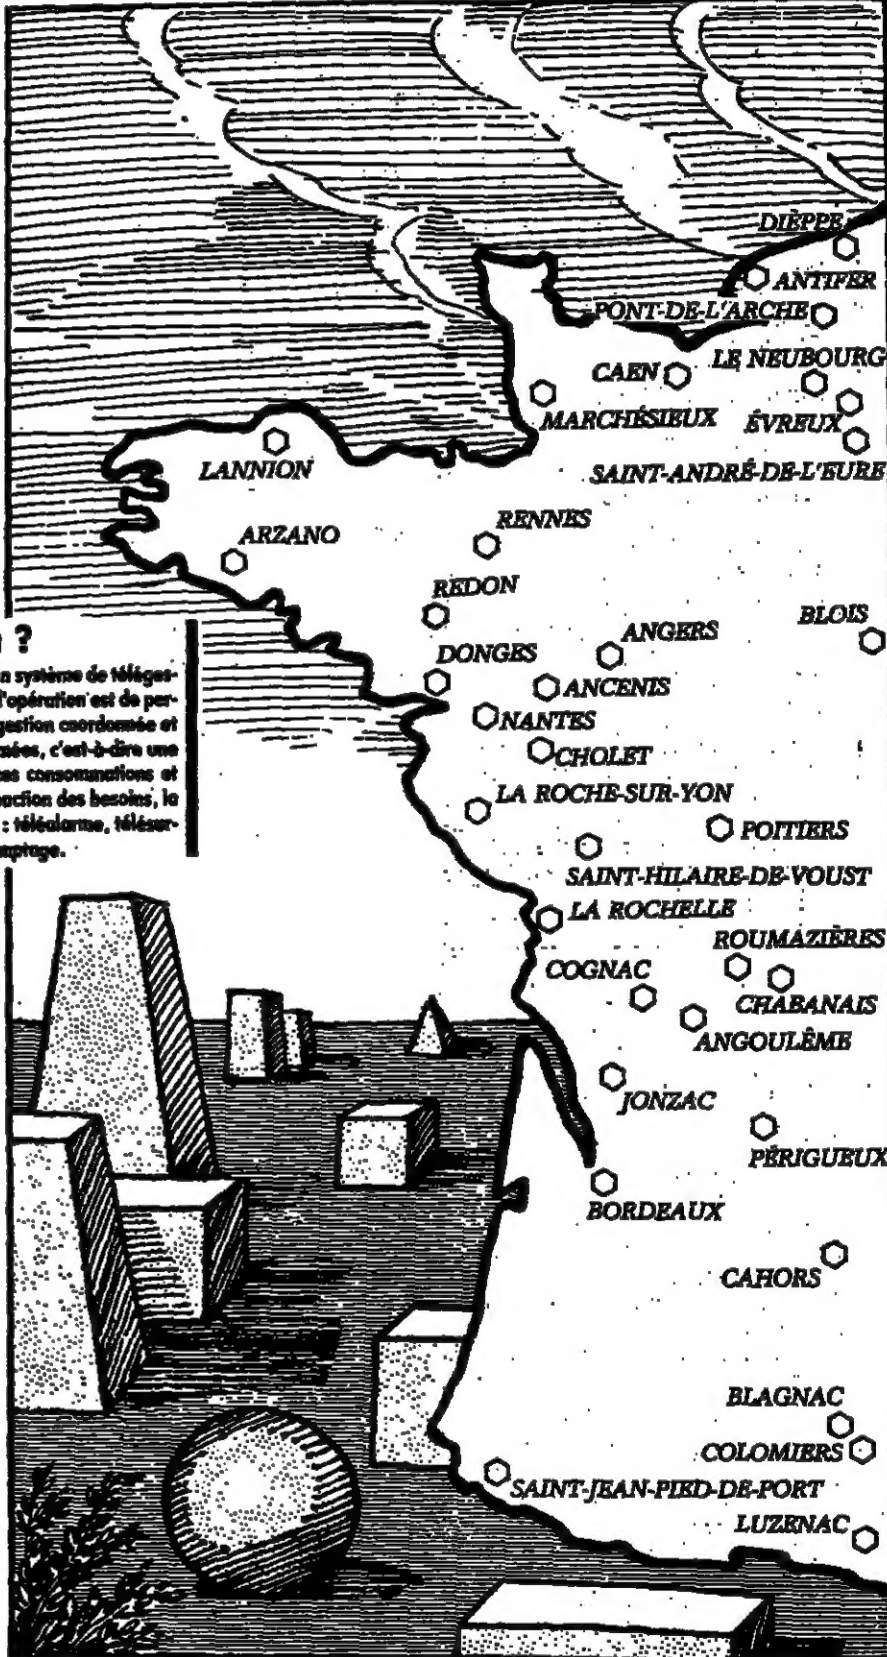 DIÈPPE
ANTIFER
PONT-DE-L'ARCHE
LE NEUBOURG
CAEN
MARCHÉSIEUX
ÉVREUX
LANNION
SAINT-ANDRÉ-DE-L'EURE
RENNES
ARZANO
REDON
BLOIS
ANGERS
DONGES
ANCENIS
NANTES
CHOLET
?
n système de téléges-
l'opération est de per-
gestion coordonnée et
mées, c'est-à-dire une
es consommations et
nction des besoins, la
: téléalarme, télésur-
mptage.
LA ROCHE-SUR-YON
POITIERS
SAINT-HILAIRE-DE-VOUST
LA ROCHELLE
ROUMAZIÈRES
COGNAC
CHABANAIS
ANGOULÊME
JONZAC
PÉRIGUEUX
BORDEAUX
CAHORS
BLAGNAC
COLOMIERS
SAINT-JEAN-PIED-DE-PORT
LUZENAC